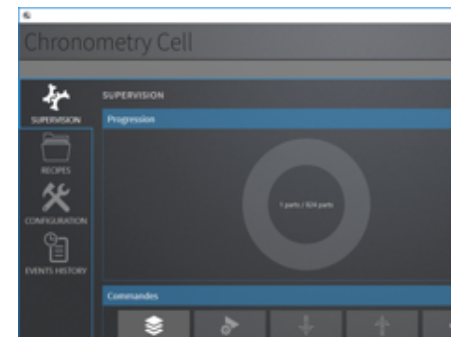 Chronometry Cell
SUPERVISION
SUPERVISION
Progression
RECIPES
1 parts / 924 parts
CONFIGURATION
EVENTS HISTORY
Commandes